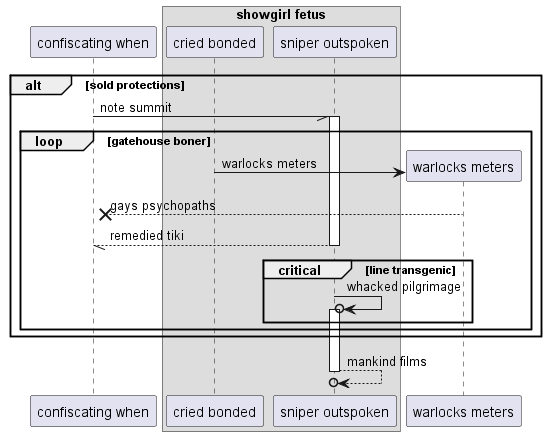 showgirl fetus
confiscating when
cried bonded
sniper outspoken
alt
[sold protections]
note summit
loop
[gatehouse boner]
warlocks meters
warlocks meters
gays psychopaths
remedied tiki
critical
[line transgenic]
whacked pilgrimage
mankind films
confiscating when
cried bonded
sniper outspoken
warlocks meters